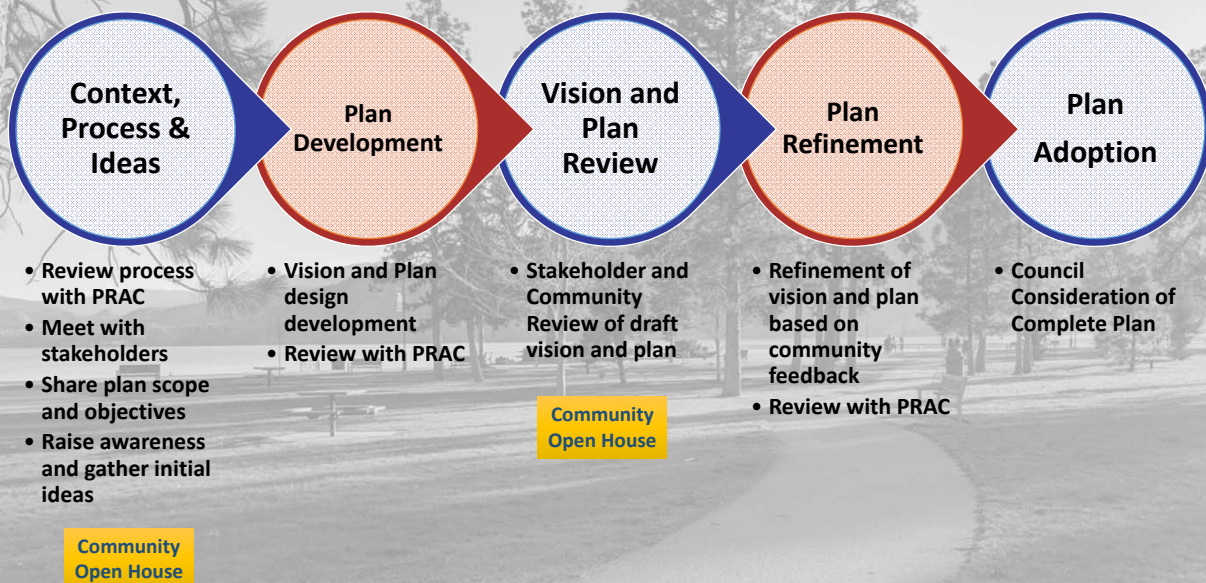 Context,
Process &
Ideas
• Review process
with PRAC
• Meet with
stakeholders
• Share plan scope
and objectives
• Raise awareness
and gather initial
ideas
Community
Open House
Plan
Development
• Vision and Plan
design
development
• Review with PRAC
Vision and
Plan
Review
• Stakeholder and
Community
Review of draft
vision and plan
Community
Open House
Plan
Refinement
• Refinement of
vision and plan
based on
community
feedback
• Review with PRAC
Plan
Adoption
• Council
Consideration of
Complete Plan